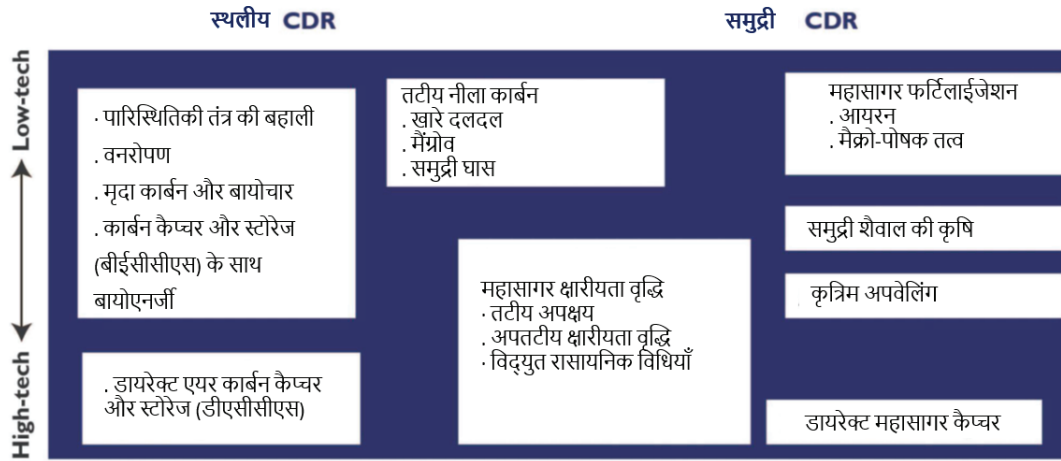 स्थलीय CDR
समुद्री CDR
Low-tech
High-tech
· पारिस्थितिकी तंत्र की बहाली
. वनरोपण
. मृदा कार्बन और बायोचार
. कार्बन कैप्चर और स्टोरेज
(बीईसीसीएस) के साथ
बायोएनर्जी
. डायरेक्ट एयर कार्बन कैप्चर
और स्टोरेज (डीएसीसीएस)
तटीय नीला कार्बन
. खारे दलदल
. मैंग्रोव
. समुद्री घास
महासागर क्षारीयता वृद्धि
· तटीय अपक्षय
. अपतटीय क्षारीयता वृद्धि
· विद्युत रासायनिक विधियाँ
महासागर फर्टिलाईजेशन
. आयरन
. मैक्रो-पोषक तत्व
समुद्री शैवाल की कृषि
कृत्रिम अपवेलिंग
डायरेक्ट महासागर कैप्चर